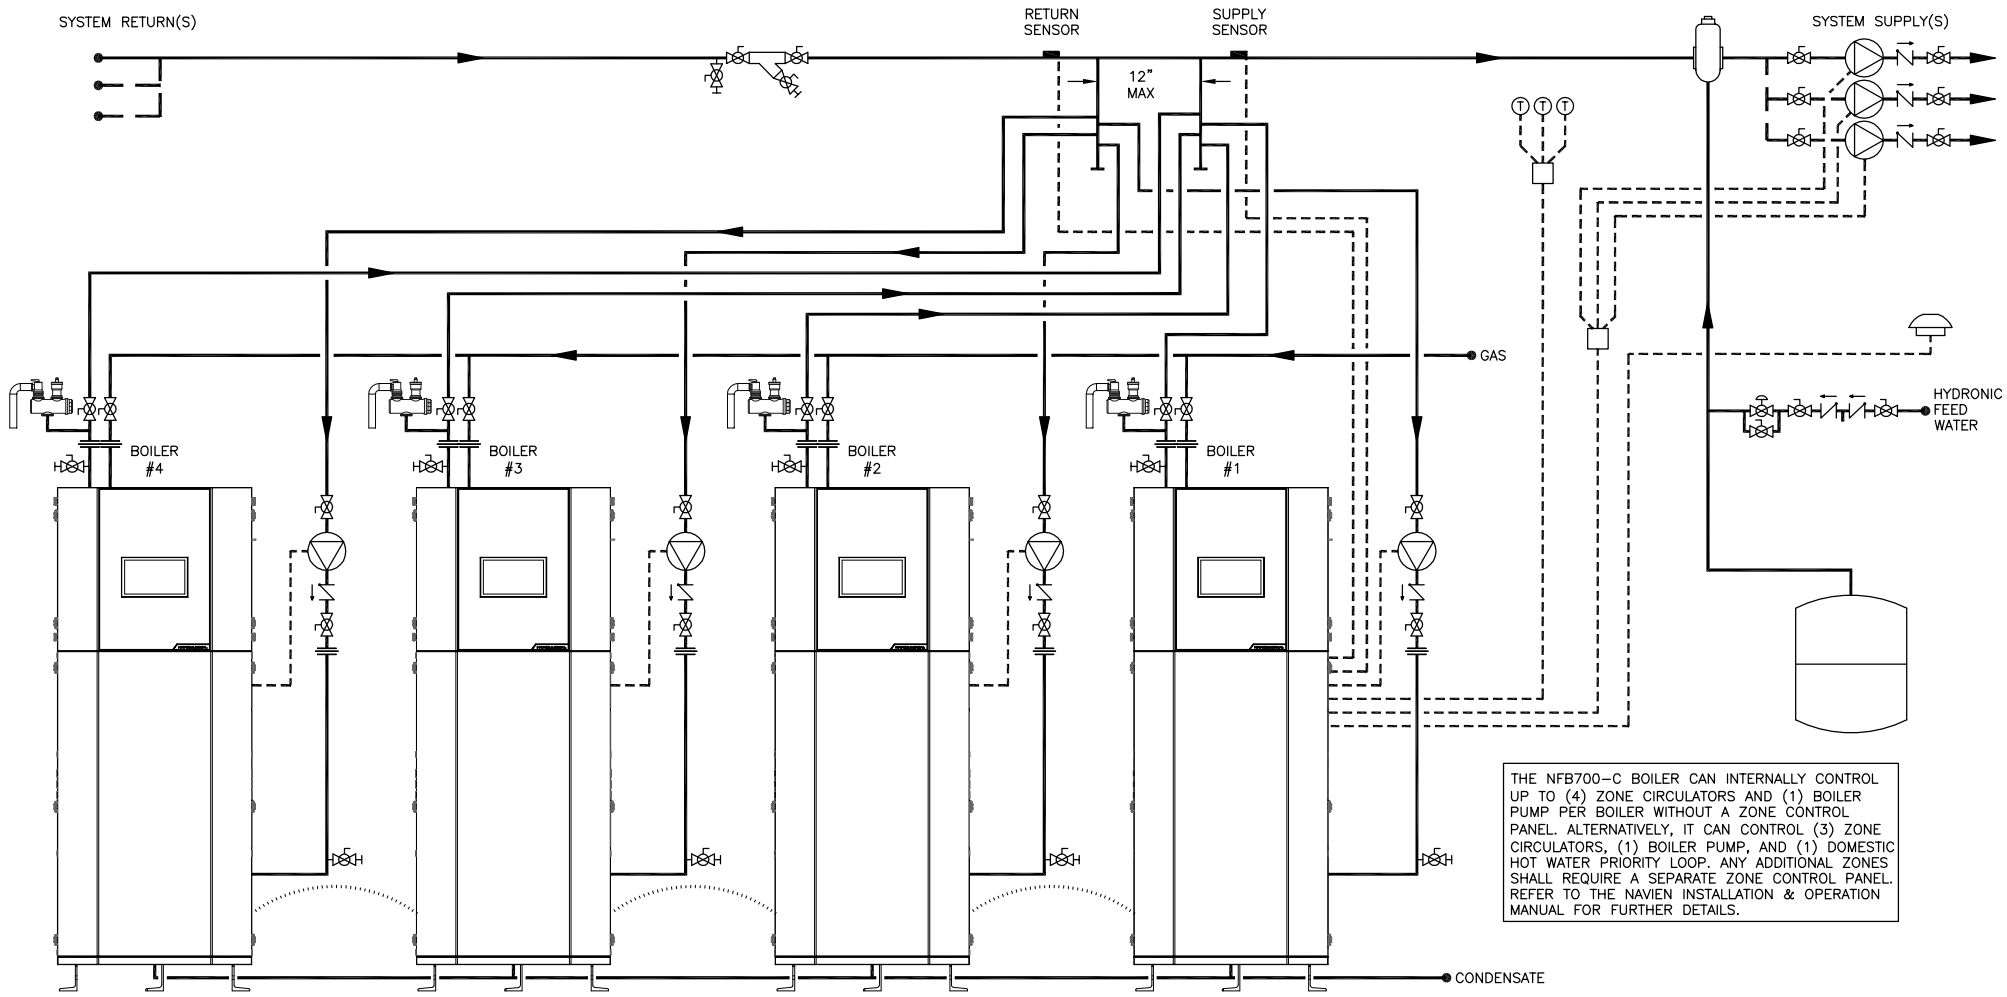 SYSTEM RETURN(S)
RETURN
SENSOR
SUPPLY
SENSOR
SYSTEM SUPPLY(S)
12"
MAX
T T T
GAS
HYDRONIC
FEED
WATER
BOILER
#4
BOILER
#3
BOILER
#2
BOILER
#1
THE NFB700-C BOILER CAN INTERNALLY CONTROL
UP TO (4) ZONE CIRCULATORS AND (1) BOILER
PUMP PER BOILER WITHOUT A ZONE CONTROL
PANEL. ALTERNATIVELY, IT CAN CONTROL (3) ZONE
CIRCULATORS, (1) BOILER PUMP, AND (1) DOMESTIC
HOT WATER PRIORITY LOOP. ANY ADDITIONAL ZONES
SHALL REQUIRE A SEPARATE ZONE CONTROL PANEL.
REFER TO THE NAVIEN INSTALLATION & OPERATION
MANUAL FOR FURTHER DETAILS.
CONDENSATE